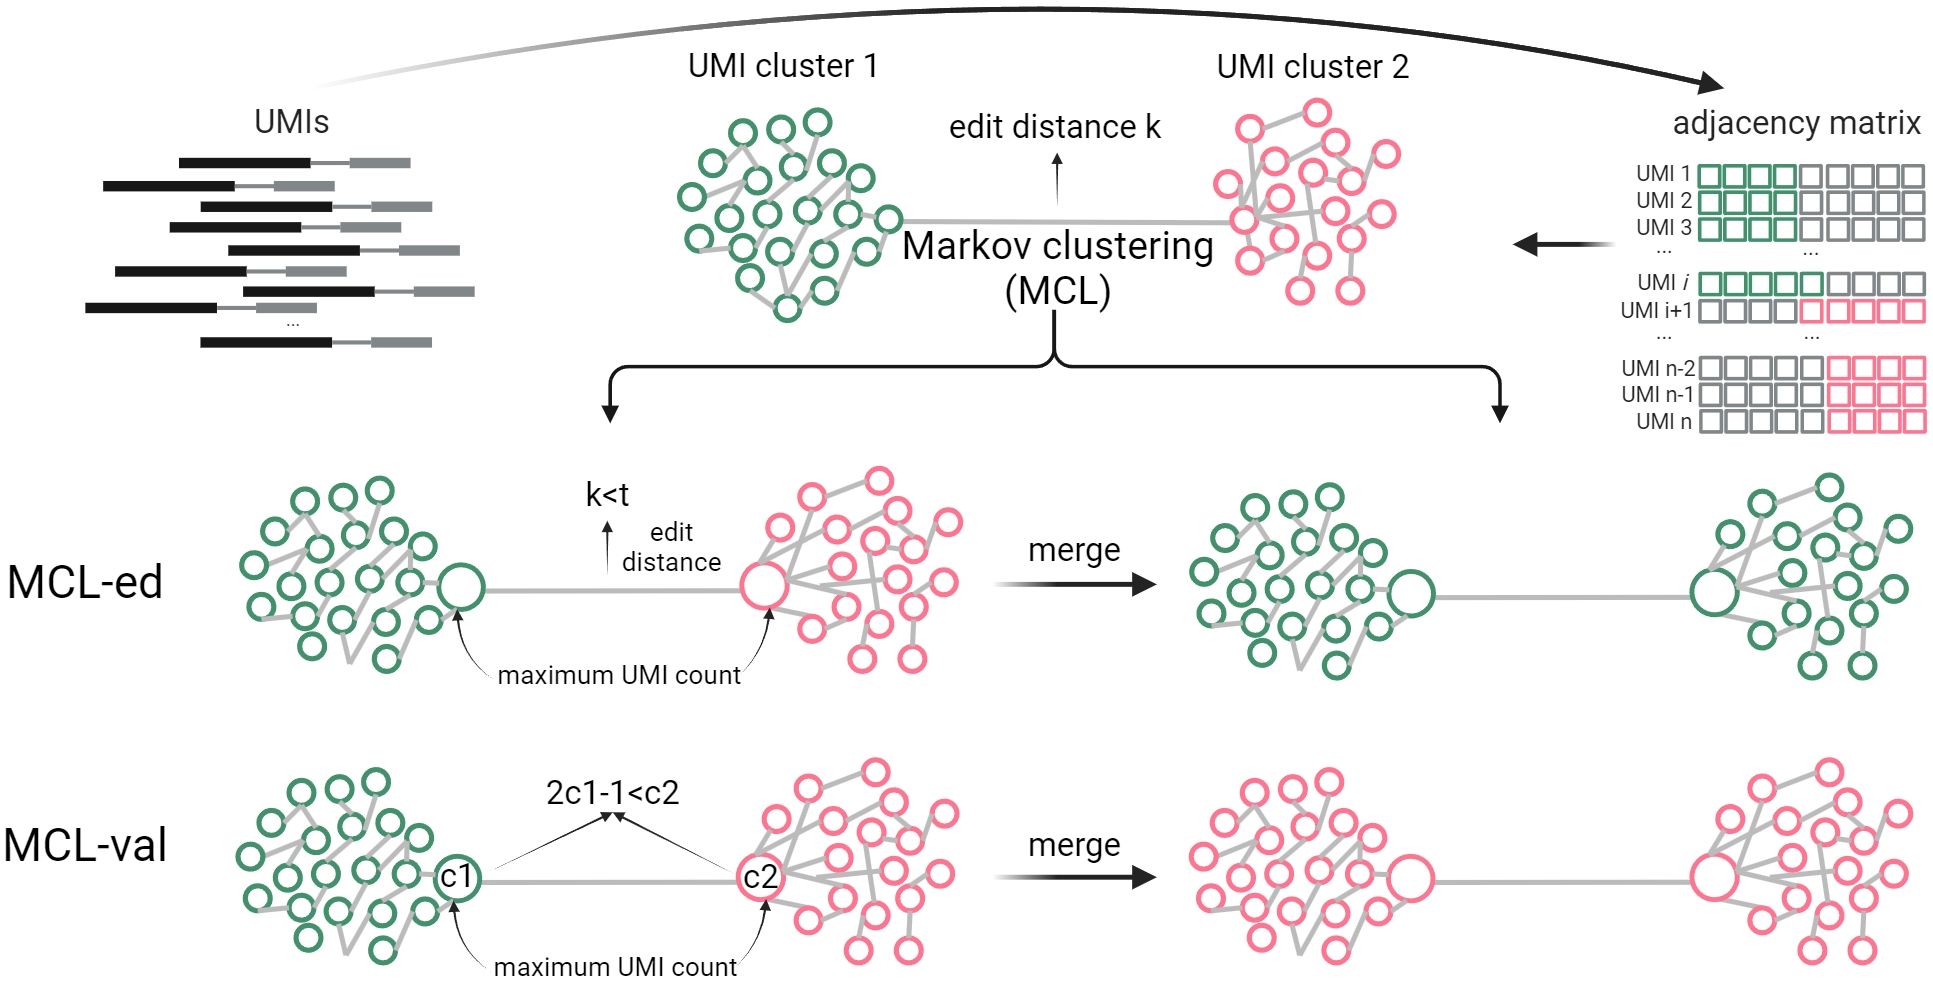 UMI cluster 1
UMI cluster 2
UMIs
edit distance k
adjacency matrix
UMI 1
UMI 2
UMI 3
...
...
UMI i
UMI i+1
...
...
UMI n-2
UMI n-1
UMI n
...
Markov clustering
(MCL)
MCL-ed
k<t
edit
distance
maximum UMI count
merge
MCL-val
2c1-1<c2
c1
c2
maximum UMI count
merge